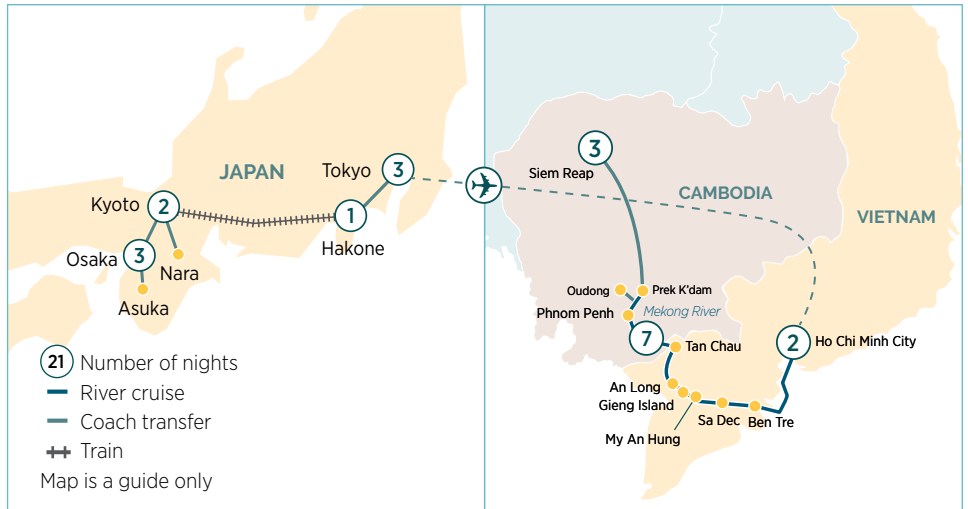 JAPAN
Tokyo
3
Kyoto
2
1
Hakone
Osaka
3
Nara
Asuka
21 Number of nights
River cruise
Coach transfer
Train
Map is a guide only
3
Siem Reap
CAMBODIA
VIETNAM
Oudong
Prek K'dam
Phnom Penh
Mekong River
7
Tan Chau
2
Ho Chi Minh City
An Long
Gieng Island
Sa Dec
Ben Tre
My An Hung